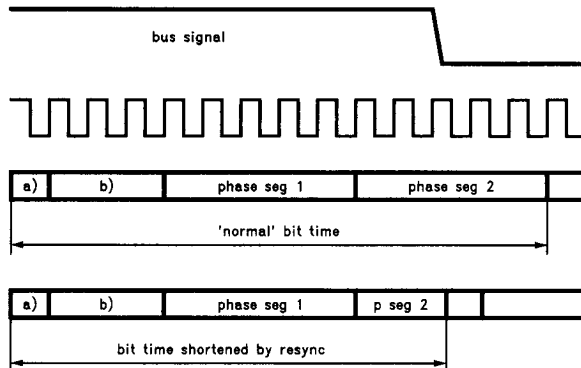 bus signal
a) b) phase seg 1 phase seg 2
'normal' bit time
a) b) phase seg 1 p seg 2
bit time shortened by resync